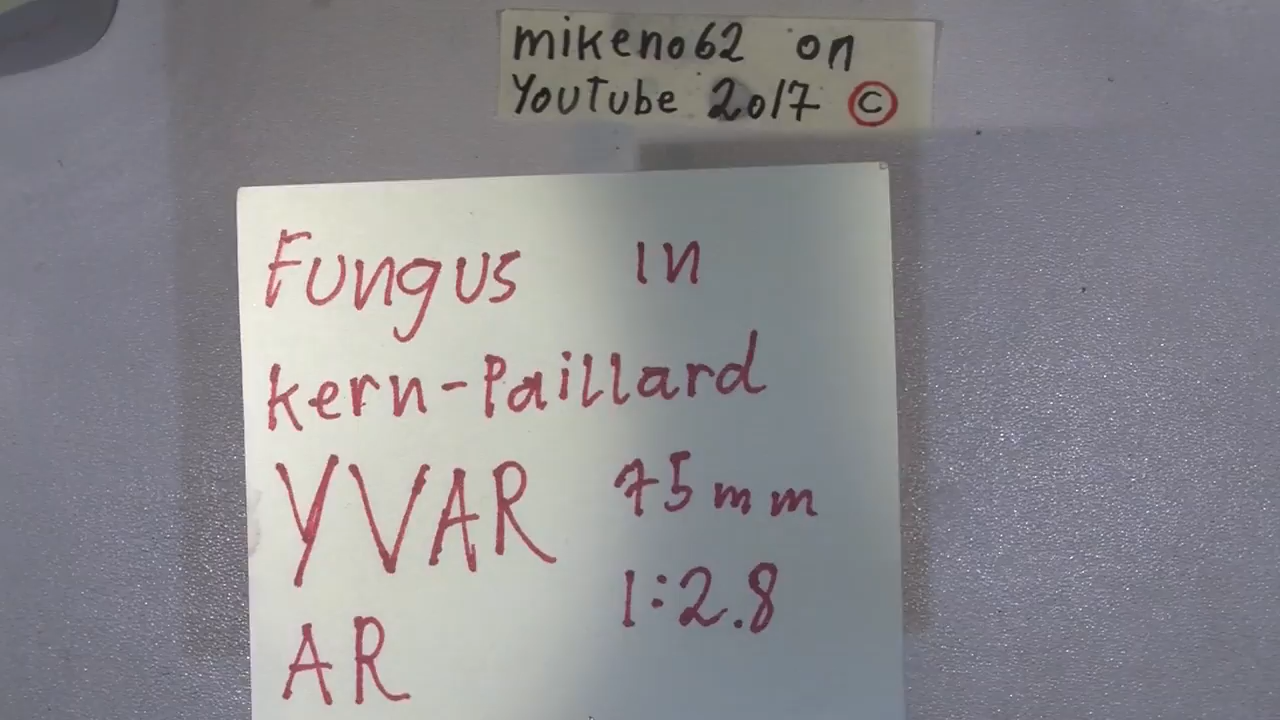 mikeno62 on
YouTube 2017 ©
Fungus in
kern-Paillard
YVAR 75mm
1:2.8
AR